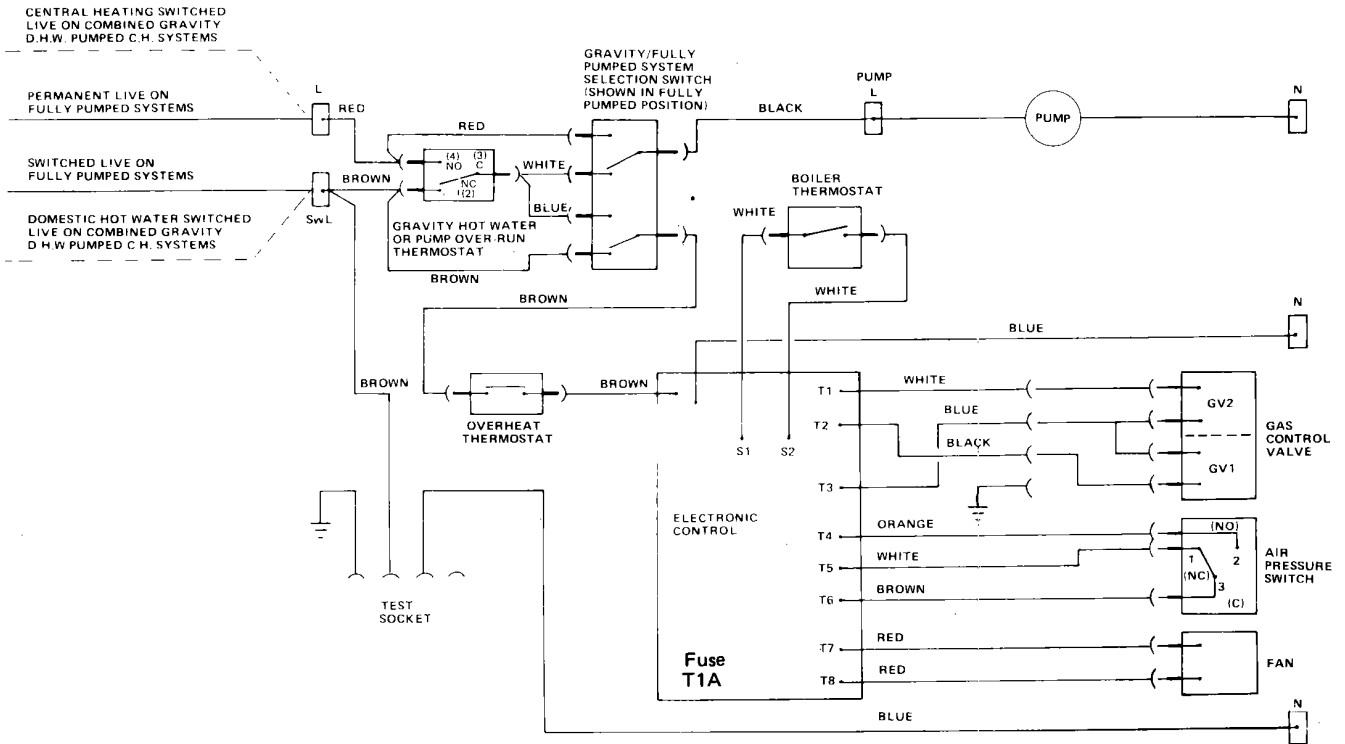 CENTRAL HEATING SWITCHED
LIVE ON COMBINED GRAVITY
D.H.W. PUMPED C.H. SYSTEMS
PERMANENT LIVE ON
FULLY PUMPED SYSTEMS
L
RED
SWITCHED LIVE ON
FULLY PUMPED SYSTEMS
BROWN
SwL
DOMESTIC HOT WATER SWITCHED
LIVE ON COMBINED GRAVITY
D H.W PUMPED C H. SYSTEMS
RED
(4) (3)
NO C
NC
1(2)
WHITE
BLUE
GRAVITY HOT WATER
OR PUMP OVER-RUN
THERMOSTAT
BROWN
GRAVITY/FULLY
PUMPED SYSTEM
SELECTION SWITCH
(SHOWN IN FULLY
PUMPED POSITION)
BLACK
PUMP
L
PUMP
N
BOILER
THERMOSTAT
WHITE
WHITE
BROWN
BLUE
N
BROWN
OVERHEAT
THERMOSTAT
BROWN
S1
S2
ELECTRONIC
CONTROL
Fuse
T1A
T1
WHITE
T2
BLUE
BLACK
T3
GV2
GV1
GAS
CONTROL
VALVE
T4
ORANGE
T5
WHITE
T6
BROWN
(NO)
1
2
(NC)
3
(C)
AIR
PRESSURE
SWITCH
T7
RED
T8
RED
FAN
TEST
SOCKET
BLUE
N